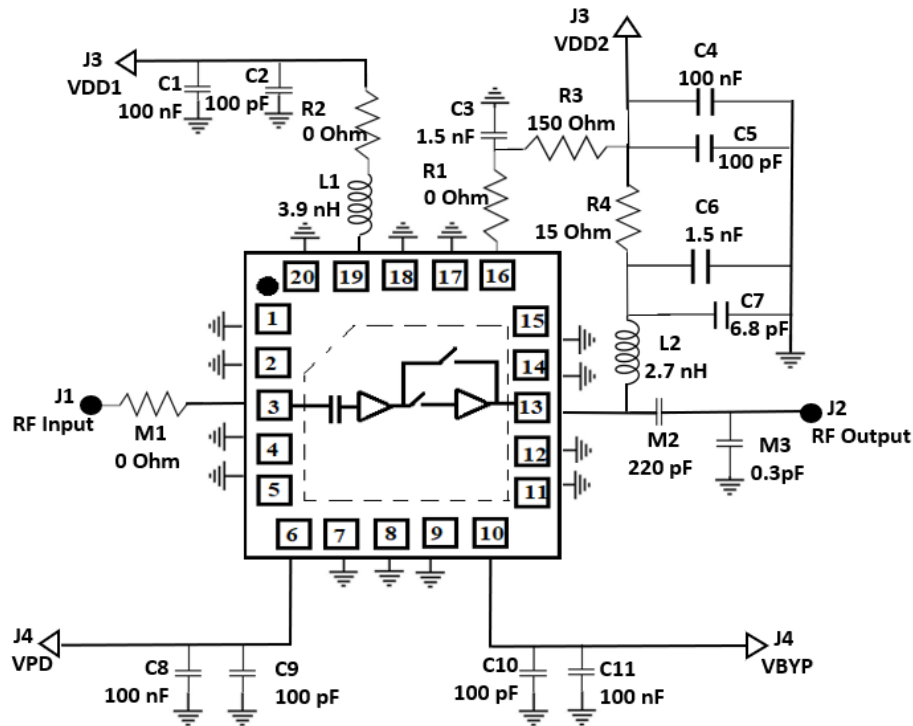 J3
VDD1
C1
100 nF
C2
100 pF
R2
0 Ohm
L1
3.9 nH
C3
1.5 nF
R1
0 Ohm
R3
150 Ohm
J3
VDD2
C4
100 nF
C5
100 pF
R4
15 Ohm
C6
1.5 nF
C7
6.8 pF
L2
2.7 nH
20
19
18
17
16
1
2
3
4
5
15
14
13
12
11
6
7
8
9
10
J1
RF Input
M1
0 Ohm
M2
220 pF
M3
0.3pF
J2
RF Output
J4
VPD
C8
100 nF
C9
100 pF
C10
100 pF
C11
100 nF
J4
VBYP